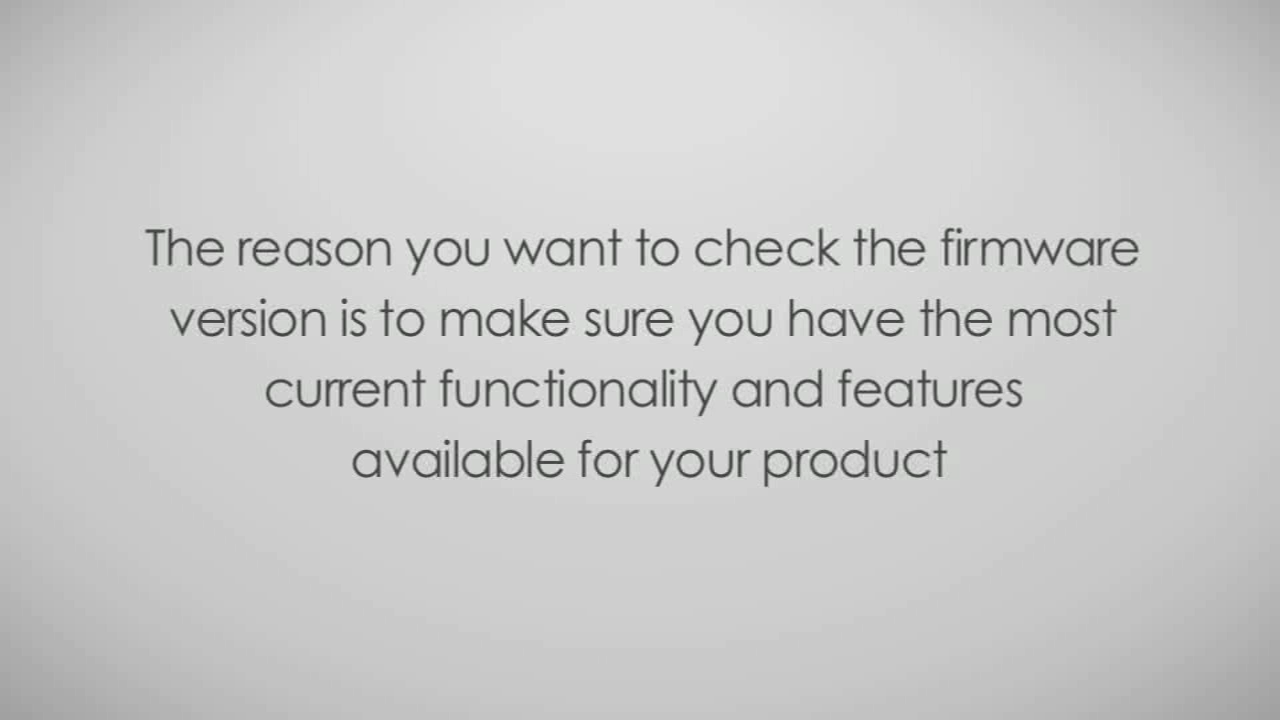 The reason you want to check the firmware
version is to make sure you have the most
current functionality and features
available for your product